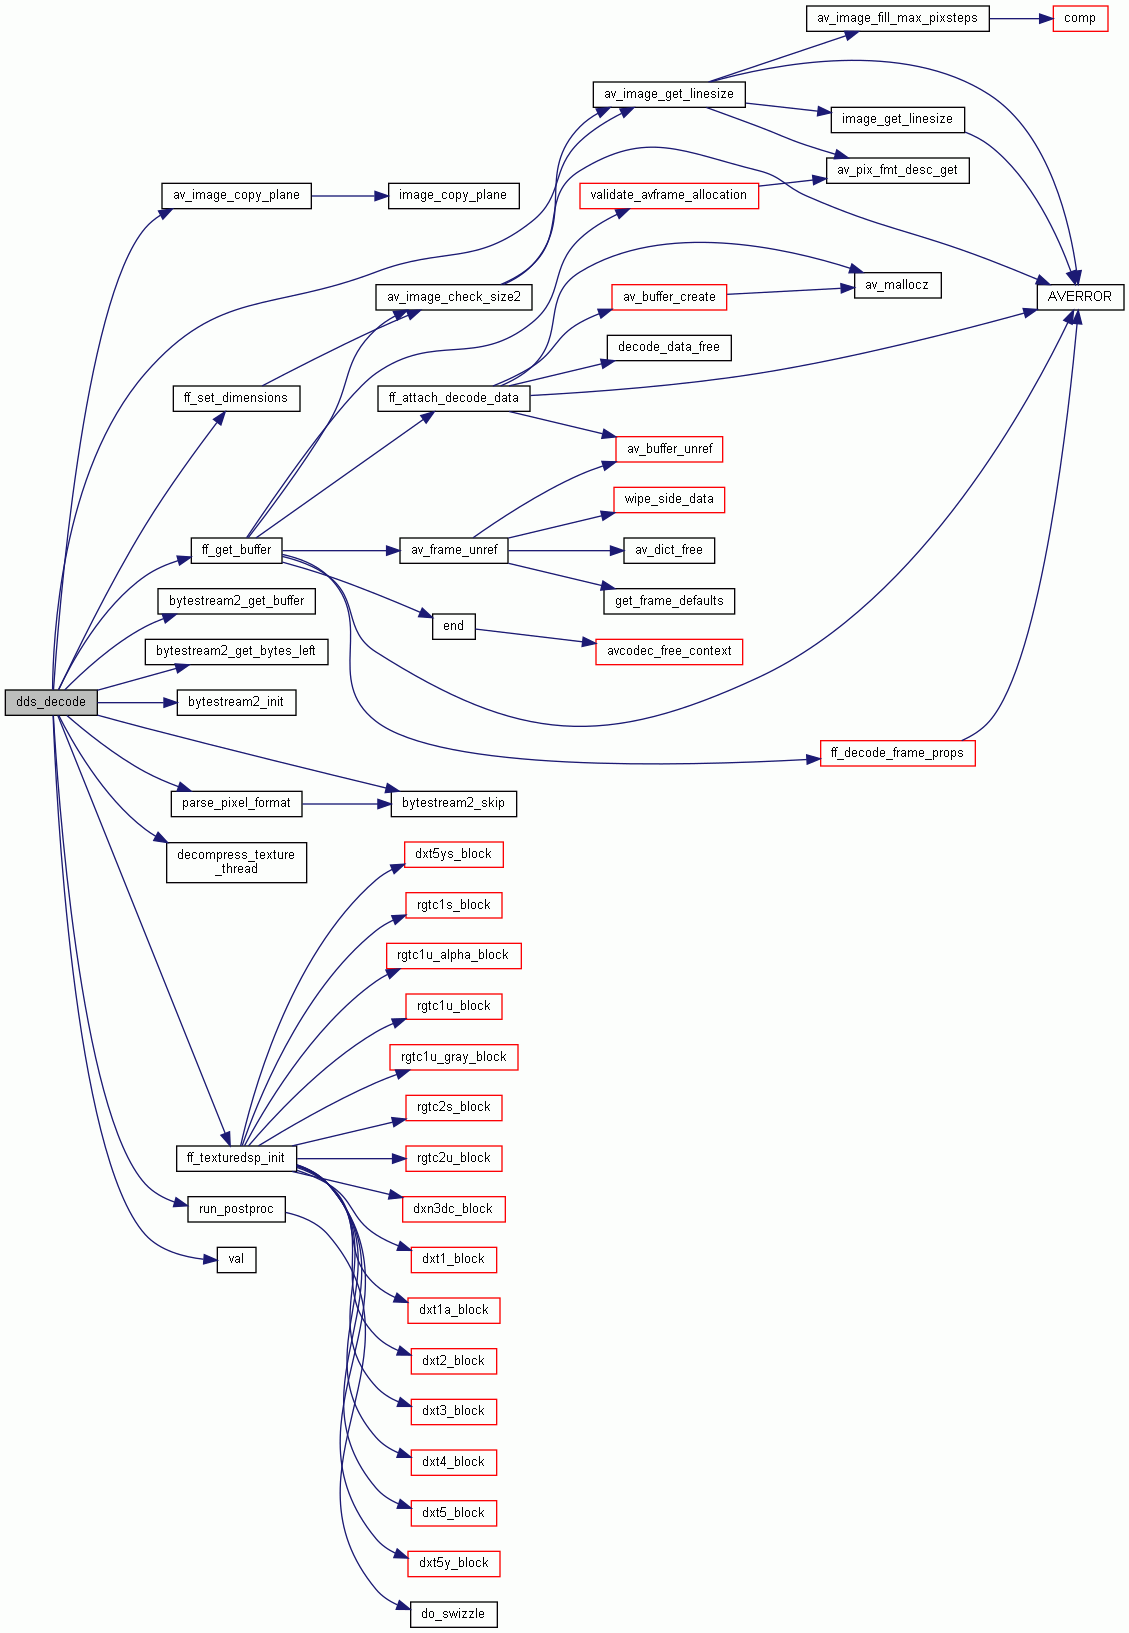 av_image_fill_max_pixsteps
comp
av_image_get_linesize
image_get_linesize
av_pix_fmt_desc_get
av_image_copy_plane
image_copy_plane
validate_avframe_allocation
av_mallocz
av_image_check_size2
av_buffer_create
AVERROR
decode_data_free
ff_set_dimensions
ff_attach_decode_data
av_buffer_unref
wipe_side_data
ff_get_buffer
av_frame_unref
av_dict_free
bytestream2_get_buffer
get_frame_defaults
end
bytestream2_get_bytes_left
avcodec_free_context
dds_decode
bytestream2_init
ff_decode_frame_props
parse_pixel_format
bytestream2_skip
decompress_texture
_thread
dxt5ys_block
rgtc1s_block
rgtc1u_alpha_block
rgtc1u_block
rgtc1u_gray_block
rgtc2s_block
ff_texturedsp_init
rgtc2u_block
run_postproc
dxn3dc_block
val
dxt1_block
dxt1a_block
dxt2_block
dxt3_block
dxt4_block
dxt5_block
dxt5y_block
do_swizzle